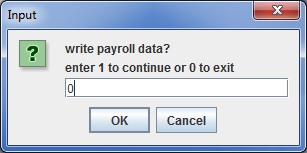 Input
write payroll data?
enter 1 to continue or 0 to exit
0
OK Cancel